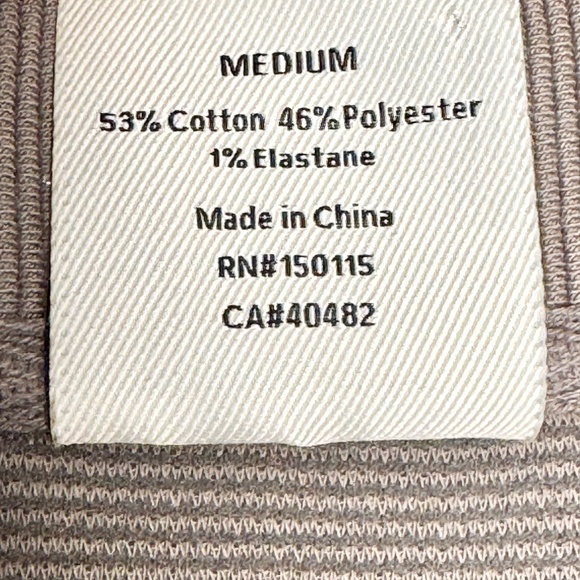 MEDIUM
53% Cotton 46% Polyester
1% Elastane
Made in China
RN#150115
CA#40482